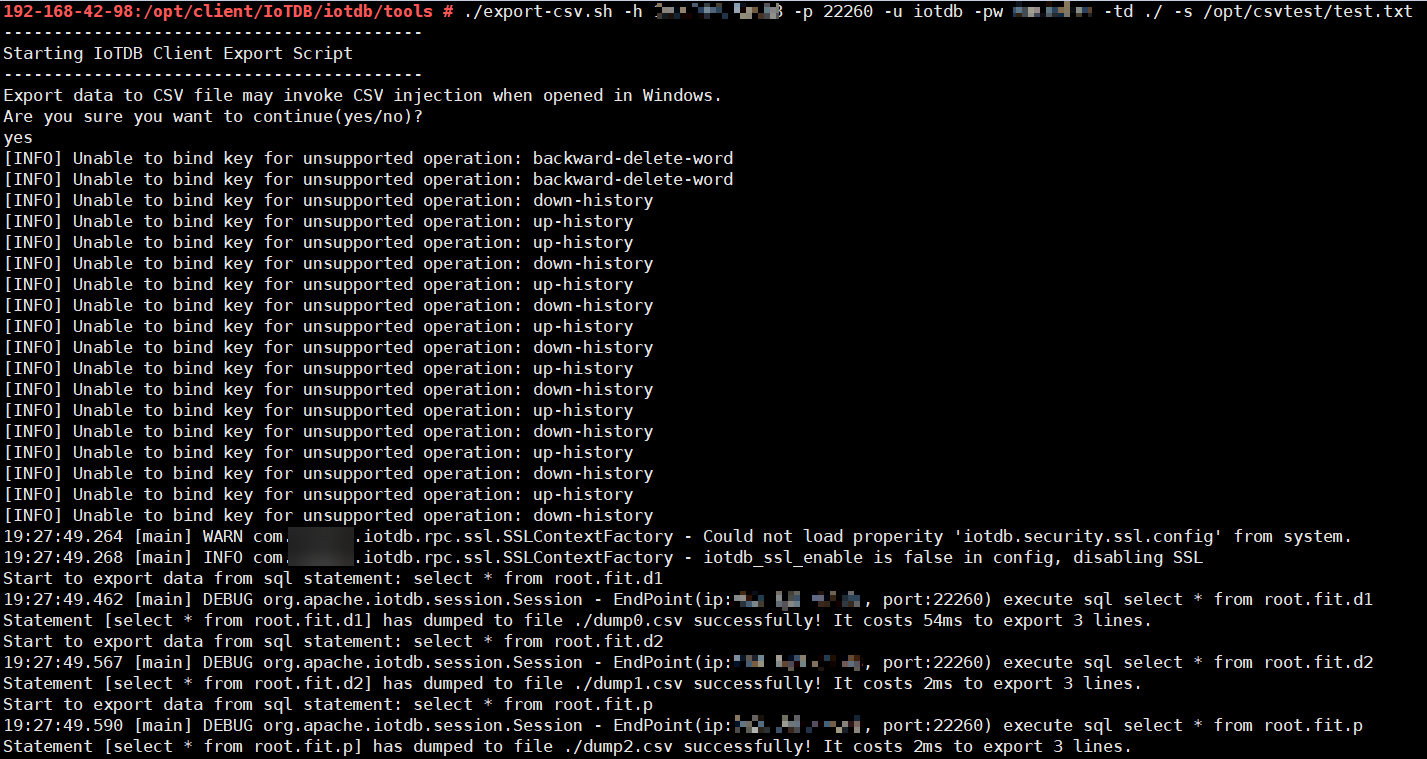 192-168-42-98:/opt/client/IoTDB/iotdb/tools # ./export-csv.sh -h -p 22260 -u iotdb -pw -td ./ -s /opt/csvtest/test.txt
------------------------------------------
Starting IoTDB Client Export Script
------------------------------------------
Export data to CSV file may invoke CSV injection when opened in Windows.
Are you sure you want to continue(yes/no)?
yes
[INFO] Unable to bind key for unsupported operation: backward-delete-word
[INFO] Unable to bind key for unsupported operation: backward-delete-word
[INFO] Unable to bind key for unsupported operation: down-history
[INFO] Unable to bind key for unsupported operation: up-history
[INFO] Unable to bind key for unsupported operation: up-history
[INFO] Unable to bind key for unsupported operation: down-history
[INFO] Unable to bind key for unsupported operation: up-history
[INFO] Unable to bind key for unsupported operation: down-history
[INFO] Unable to bind key for unsupported operation: up-history
[INFO] Unable to bind key for unsupported operation: down-history
[INFO] Unable to bind key for unsupported operation: up-history
[INFO] Unable to bind key for unsupported operation: down-history
[INFO] Unable to bind key for unsupported operation: up-history
[INFO] Unable to bind key for unsupported operation: down-history
[INFO] Unable to bind key for unsupported operation: up-history
[INFO] Unable to bind key for unsupported operation: down-history
[INFO] Unable to bind key for unsupported operation: up-history
[INFO] Unable to bind key for unsupported operation: down-history
19:27:49.264 [main] WARN com. .iotdb.rpc.ssl.SSLContextFactory - Could not load properity 'iotdb.security.ssl.config' from system.
19:27:49.268 [main] INFO com. .iotdb.rpc.ssl.SSLContextFactory - iotdb_ssl_enable is false in config, disabling SSL
Start to export data from sql statement: select * from root.fit.d1
19:27:49.462 [main] DEBUG org.apache.iotdb.session.Session - EndPoint(ip: , port:22260) execute sql select * from root.fit.d1
Statement [select * from root.fit.d1] has dumped to file ./dump0.csv successfully! It costs 54ms to export 3 lines.
Start to export data from sql statement: select * from root.fit.d2
19:27:49.567 [main] DEBUG org.apache.iotdb.session.Session - EndPoint(ip: , port:22260) execute sql select * from root.fit.d2
Statement [select * from root.fit.d2] has dumped to file ./dump1.csv successfully! It costs 2ms to export 3 lines.
Start to export data from sql statement: select * from root.fit.p
19:27:49.590 [main] DEBUG org.apache.iotdb.session.Session - EndPoint(ip: , port:22260) execute sql select * from root.fit.p
Statement [select * from root.fit.p] has dumped to file ./dump2.csv successfully! It costs 2ms to export 3 lines.